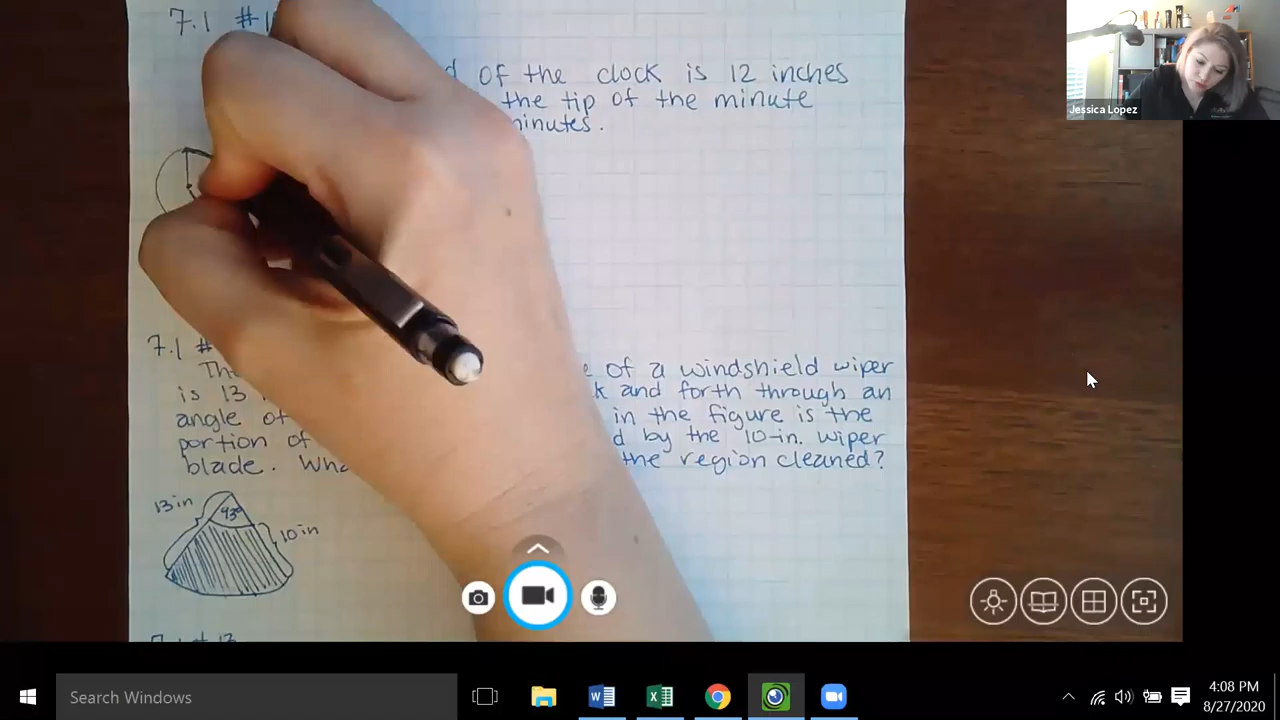 7.1 #1
of the clock is 12 inches
the tip of the minute
minutes.
7.1 #
of a windshield wiper
is 13 and forth through an
angle of in the figure is the
portion of by the 10-in. wiper
blade. the region cleaned?
13 in
93°
10 in
Jessica Lopez
Search Windows
4:08 PM
8/27/2020